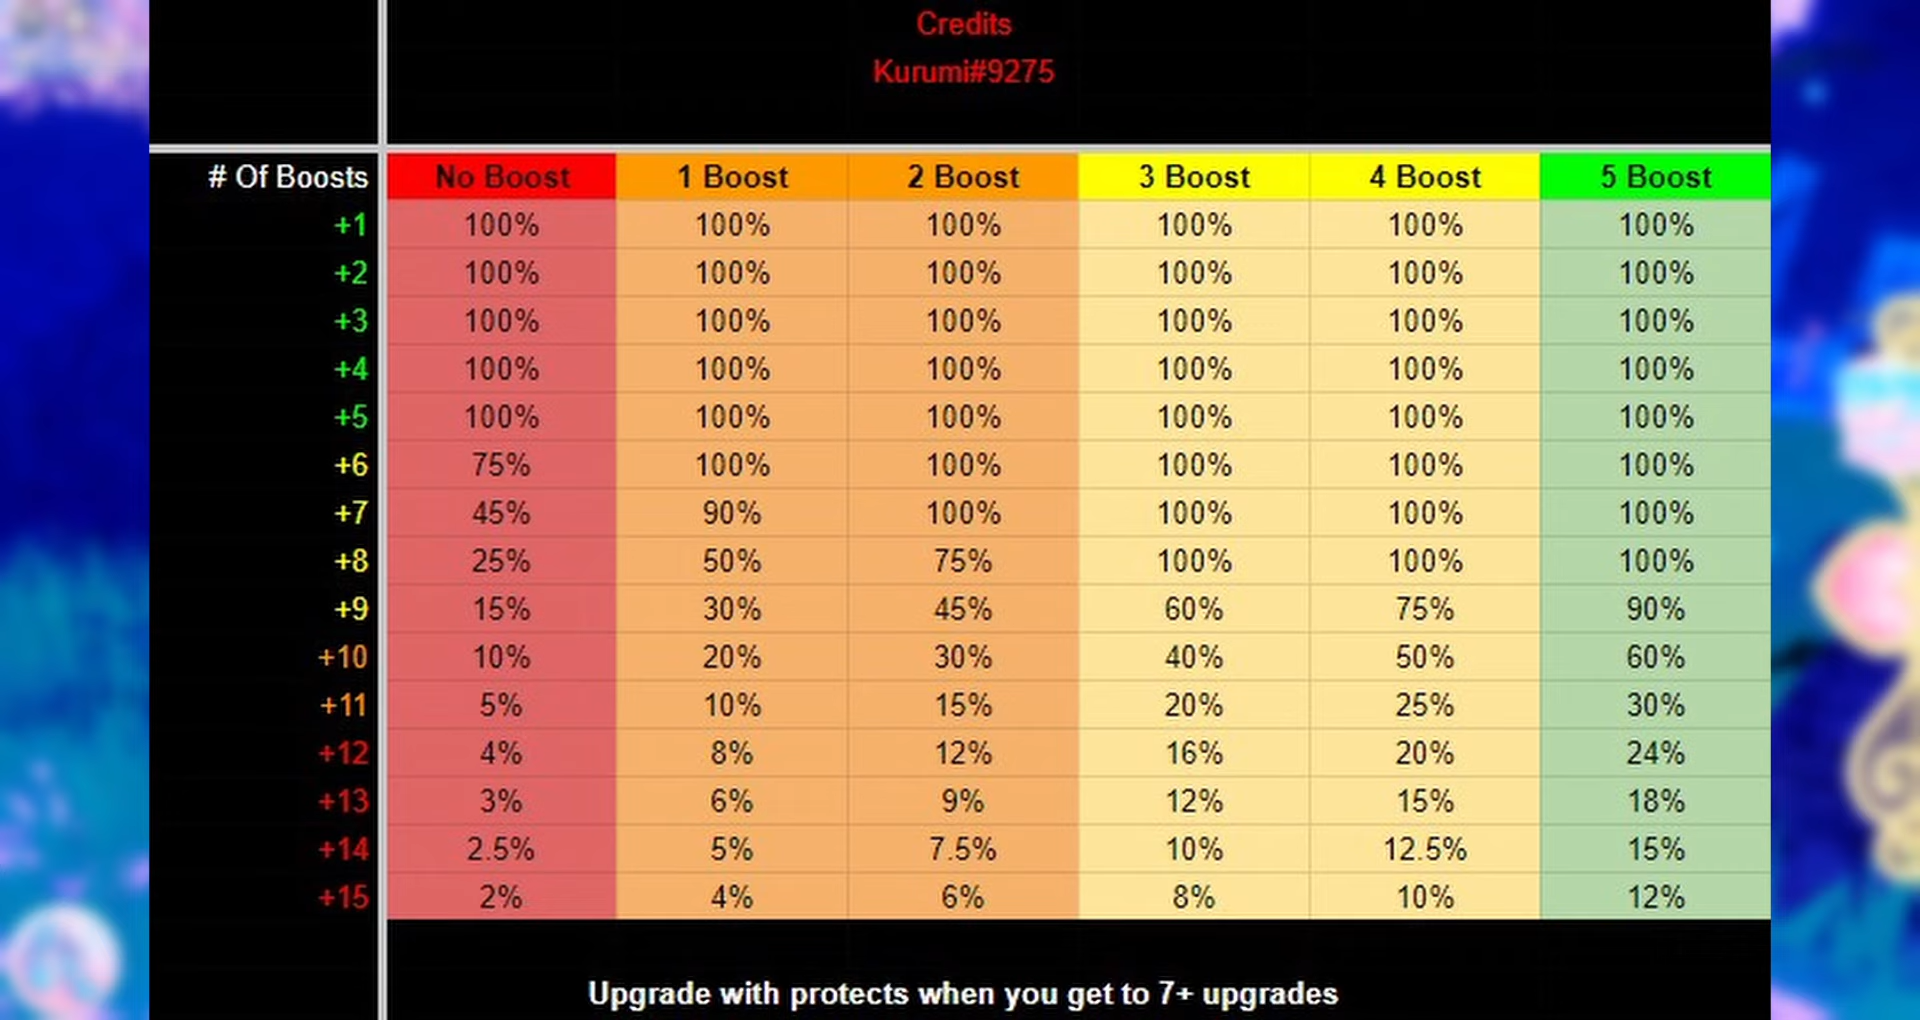 Credits
Kurumi#9275
# Of Boosts No Boost 1 Boost 2 Boost 3 Boost 4 Boost 5 Boost
+1 100% 100% 100% 100% 100% 100%
+2 100% 100% 100% 100% 100% 100%
+3 100% 100% 100% 100% 100% 100%
+4 100% 100% 100% 100% 100% 100%
+5 100% 100% 100% 100% 100% 100%
+6 75% 100% 100% 100% 100% 100%
+7 45% 90% 100% 100% 100% 100%
+8 25% 50% 75% 100% 100% 100%
+9 15% 30% 45% 60% 75% 90%
+10 10% 20% 30% 40% 50% 60%
+11 5% 10% 15% 20% 25% 30%
+12 4% 8% 12% 16% 20% 24%
+13 3% 6% 9% 12% 15% 18%
+14 2.5% 5% 7.5% 10% 12.5% 15%
+15 2% 4% 6% 8% 10% 12%
Upgrade with protects when you get to 7+ upgrades